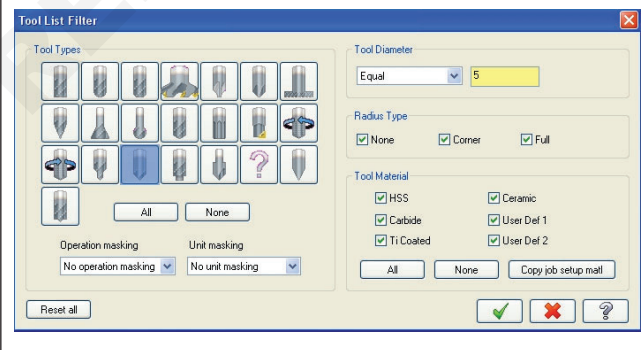 Tool List Filter
Tool Types
All
None
Operation masking
Unit masking
No operation masking
No unit masking
Tool Diameter
Equal
5
Radius Type
None
Corner
Full
Tool Material
HSS
Ceramic
Carbide
User Def 1
Ti Coated
User Def 2
All
None
Copy job setup matl
Reset all
?